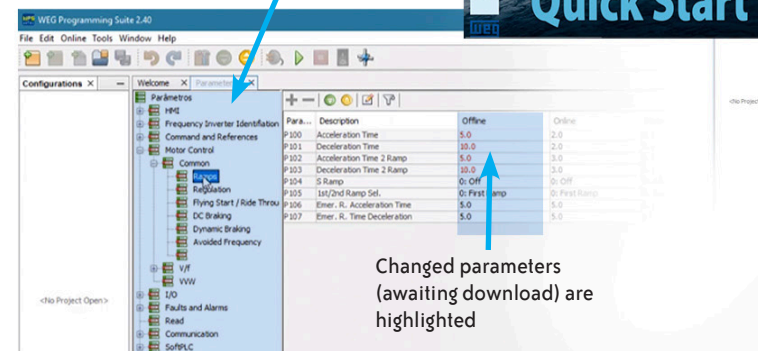 WEG Programming Suite 2.40
Quick Start
weg
File Edit Online Tools Window Help
Configurations X
Welcome X Parameter X
Parâmetros
HMI
Frequency Inverter Identifiation
Command and References
Motor Control
Common
Ramps
Regulation
Flying Start / Ride Throu
DC Braking
Dynamic Braking
Avoided Frequency
V/f
VVW
I/O
Faults and Alarms
Read
Communication
SoftPLC
Para... Description Offline Online
P100 Acceleration Time 5.0 2.0
P101 Deceleration Time 10.0 2.0
P102 Acceleration Time 2 Ramp 5.0 3.0
P103 Deceleration Time 2 Ramp 10.0 3.0
P104 S Ramp 0: Off 0: Off
P105 1st/2nd Ramp Sel. 0: First Ramp 0: First Ramp
P106 Emer. R. Acceleration Time 5.0 5.0
P107 Emer. R. Time Deceleration 5.0 5.0
<No Project Open>
<No Project
Changed parameters
(awaiting download) are
highlighted